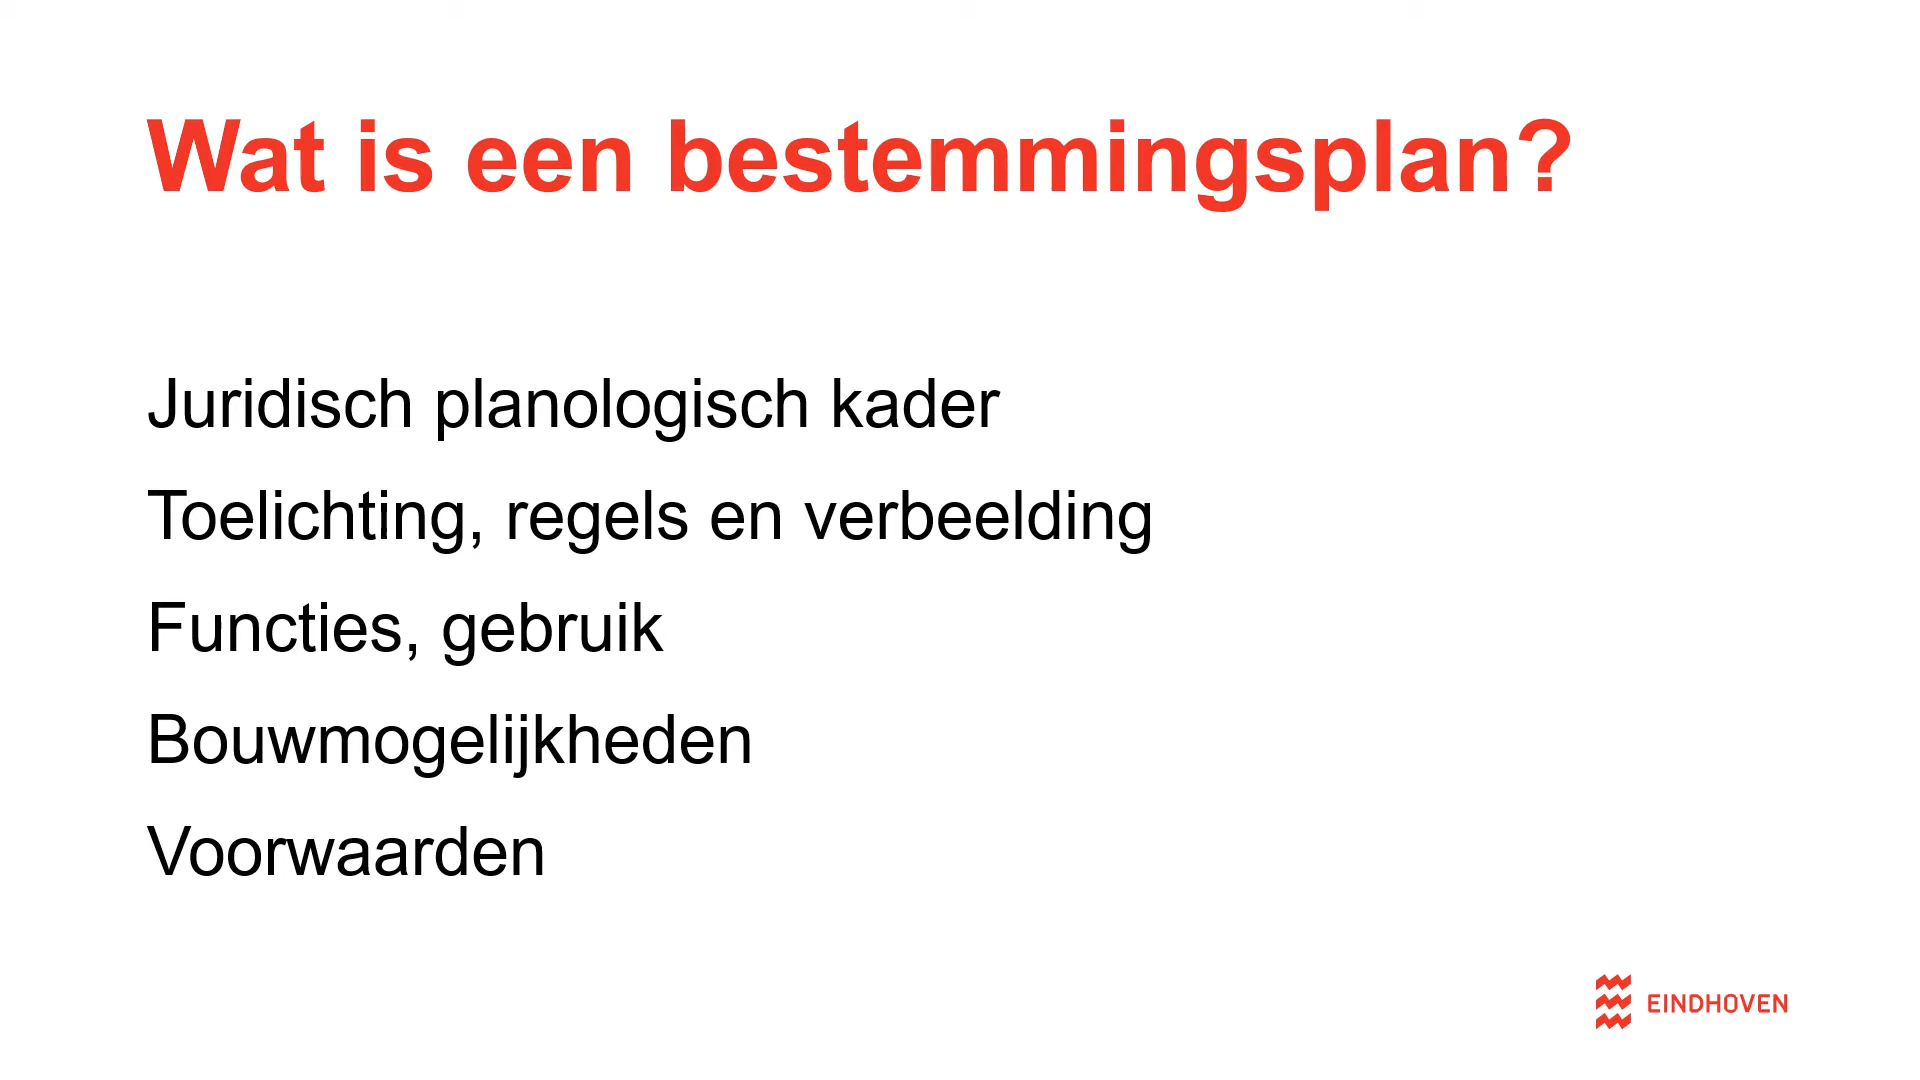 Wat is een bestemmingsplan?
Juridisch planologisch kader
Toelichting, regels en verbeelding
Functies, gebruik
Bouwmogelijkheden
Voorwaarden
EINDHOVEN